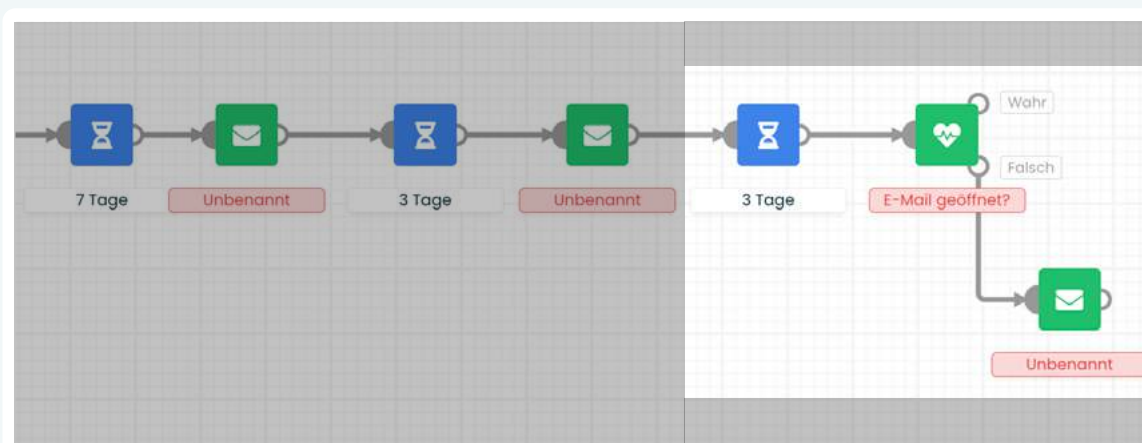 Wahr
Falsch
7 Tage
Unbenannt
3 Tage
Unbenannt
3 Tage
E-Mail geöffnet?
Unbenannt